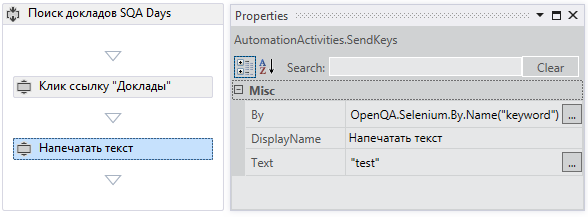 Поиск докладов SQA Days
Клик ссылку "Доклады"
Напечатать текст
Properties
AutomationActivities.SendKeys
Search:
Clear
Misc
By OpenQA.Selenium.By.Name("keyword") ...
DisplayName Напечатать текст
Text "test" ...